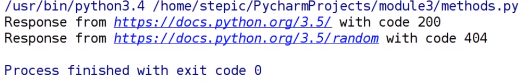 /usr/bin/python3.4 /home/stepic/PycharmProjects/module3/methods.py
Response from https://docs.python.org/3.5/ with code 200
Response from https://docs.python.org/3.5/random with code 404
Process finished with exit code 0